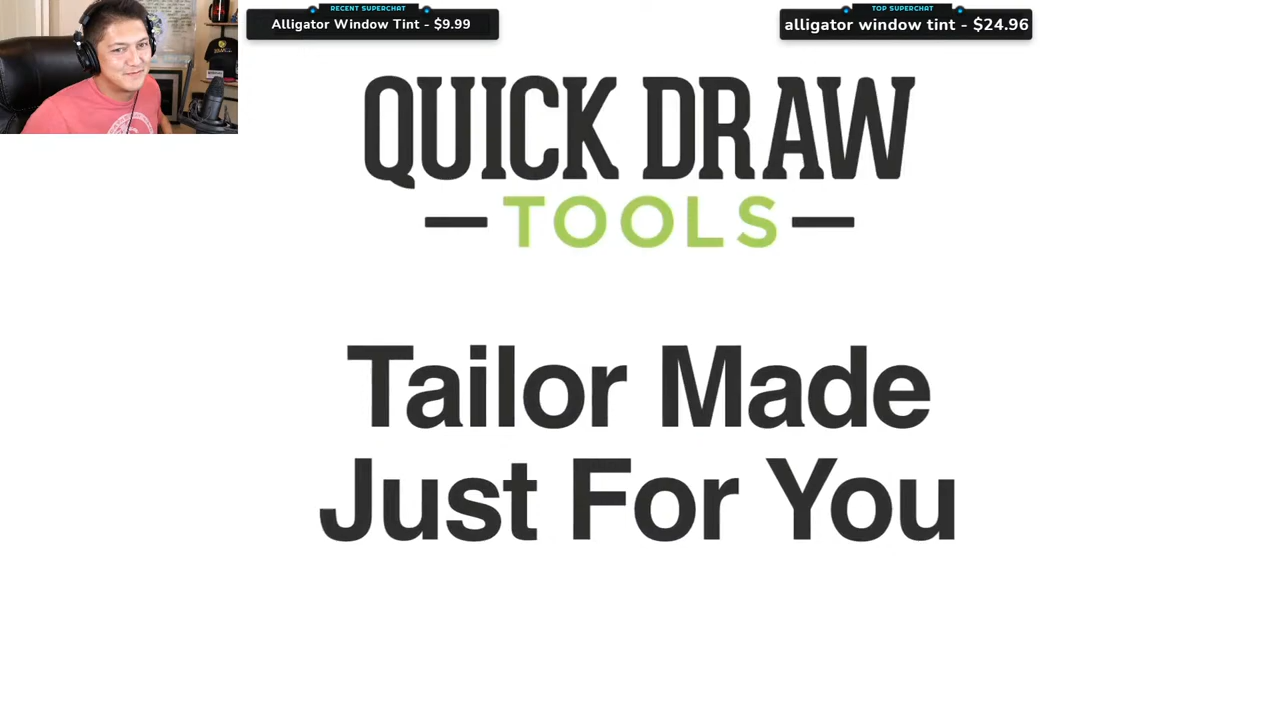 RECENT SUPERCHAT
Alligator Window Tint - $9.99
TOP SUPERCHAT
alligator window tint - $24.96
QUICK DRAW
TOOLS
Tailor Made
Just For You